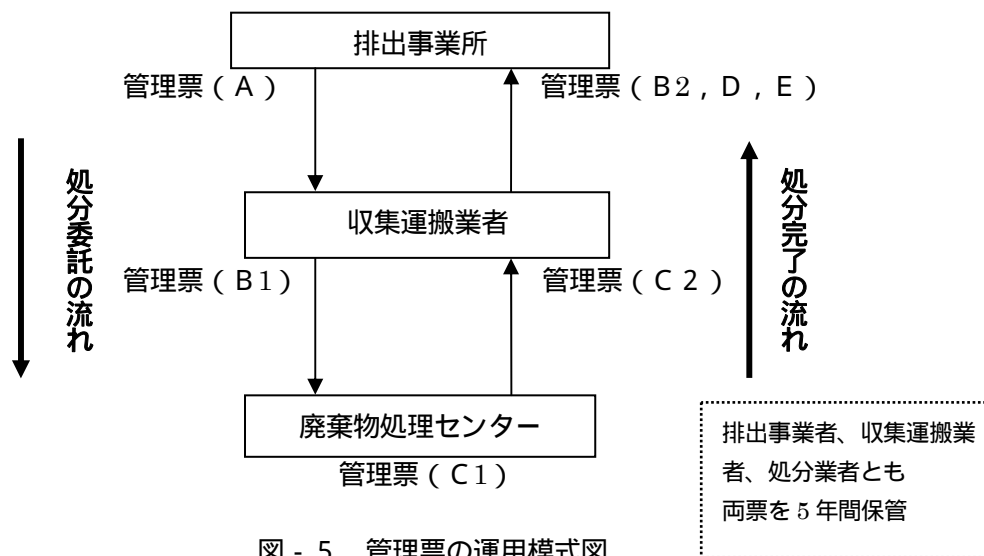 排出事業所
管理票（A）
管理票（B2，D，E）
処分委託の流れ
処分完了の流れ
収集運搬業者
管理票（B1）
管理票（C2）
廃棄物処理センター
管理票（C1）
排出事業者、収集運搬業
者、処分業者とも
両票を5年間保管
図-5 管理票の運用模式図